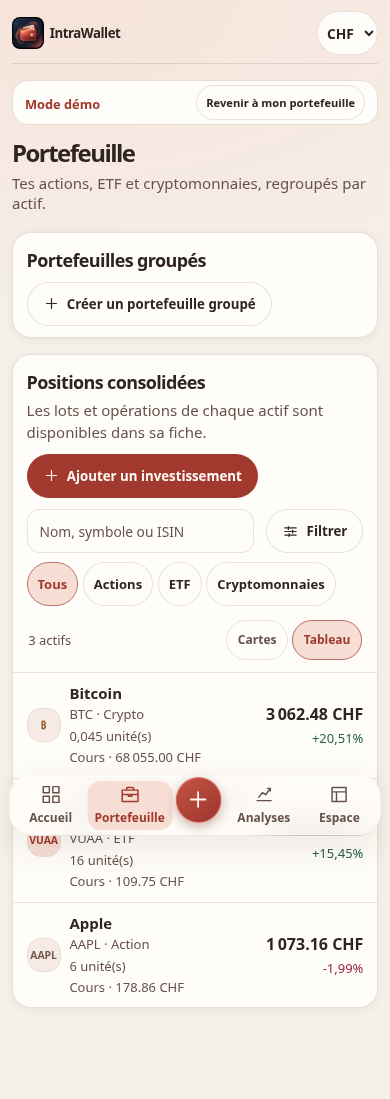 IntraWallet
CHF
Mode démo
Revenir à mon portefeuille
Portefeuille
Tes actions, ETF et cryptomonnaies, regroupés par
actif.
Portefeuilles groupés
Créer un portefeuille groupé
Positions consolidées
Les lots et opérations de chaque actif sont
disponibles dans sa fiche.
Ajouter un investissement
Nom, symbole ou ISIN
Filtrer
Tous
Actions
ETF
Cryptomonnaies
3 actifs
Cartes
Tableau
Bitcoin
BTC · Crypto
3 062.48 CHF
0,045 unité(s)
+20,51%
Cours · 68 055.00 CHF
Accueil
Portefeuille
Analyses
Espace
VUAA
VUAA · ETF
16 unité(s)
+15,45%
Cours · 109.75 CHF
Apple
AAPL
AAPL · Action
1 073.16 CHF
6 unité(s)
-1,99%
Cours · 178.86 CHF